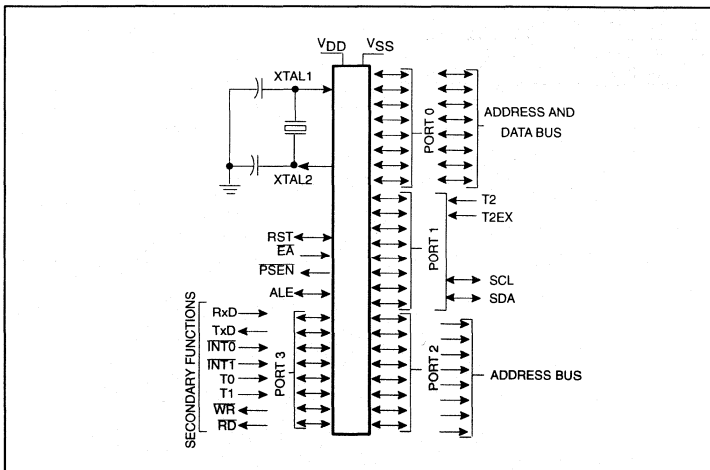 VDD VSS
XTAL1
XTAL2
PORT 0
ADDRESS AND
DATA BUS
T2
T2EX
PORT 1
SCL
SDA
RST
EA
PSEN
ALE
SECONDARY FUNCTIONS
RxD
TxD
INT0
INT1
T0
T1
WR
RD
PORT 3
PORT 2
ADDRESS BUS